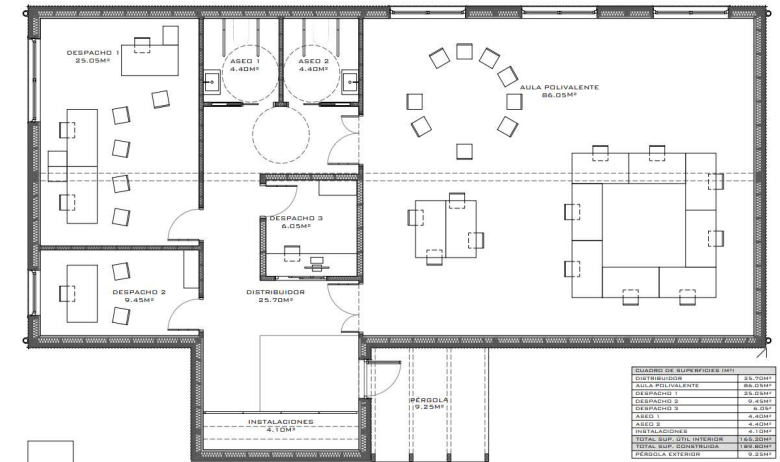 DESPACHO 1
25.05M²
ASEO 1
4.40M²
ASEO 2
4.40M²
AULA POLIVALENTE
86.05M²
DESPACHO 3
6.05M²
DESPACHO 2
9.45M²
DISTRIBUIDOR
25.70M²
PÉRGOLA
9.25M²
INSTALACIONES
4.10M²
CUADRO DE SUPERFICIES (M²)
DISTRIBUIDOR 25.70M²
AULA POLIVALENTE 86.05M²
DESPACHO 1 25.05M²
DESPACHO 2 9.45M²
DESPACHO 3 6.05²
ASEO 1 4.40M²
ASEO 2 4.40M²
INSTALACIONES 4.10M²
TOTAL SUP. ÚTIL INTERIOR 165.20M²
TOTAL SUP. CONSTRUIDA 189.80M²
PÉRGOLA EXTERIOR 9.25M²